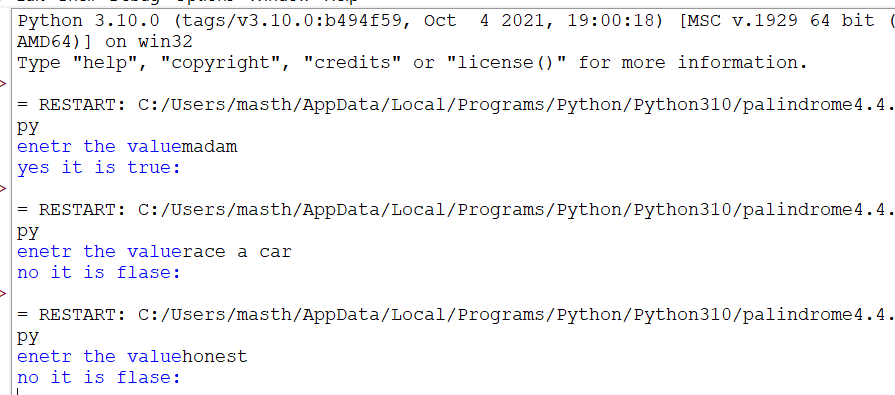 Python 3.10.0 (tags/v3.10.0:b494f59, Oct  4 2021, 19:00:18) [MSC v.1929 64 bit (
AMD64)] on win32
Type "help", "copyright", "credits" or "license()" for more information.
>
= RESTART: C:/Users/masth/AppData/Local/Programs/Python/Python310/palindrome4.4.
py
enetr the valuemadam
yes it is true:
>
= RESTART: C:/Users/masth/AppData/Local/Programs/Python/Python310/palindrome4.4.
py
enetr the valuerace a car
no it is flase:
>
= RESTART: C:/Users/masth/AppData/Local/Programs/Python/Python310/palindrome4.4.
py
enetr the valuehonest
no it is flase: